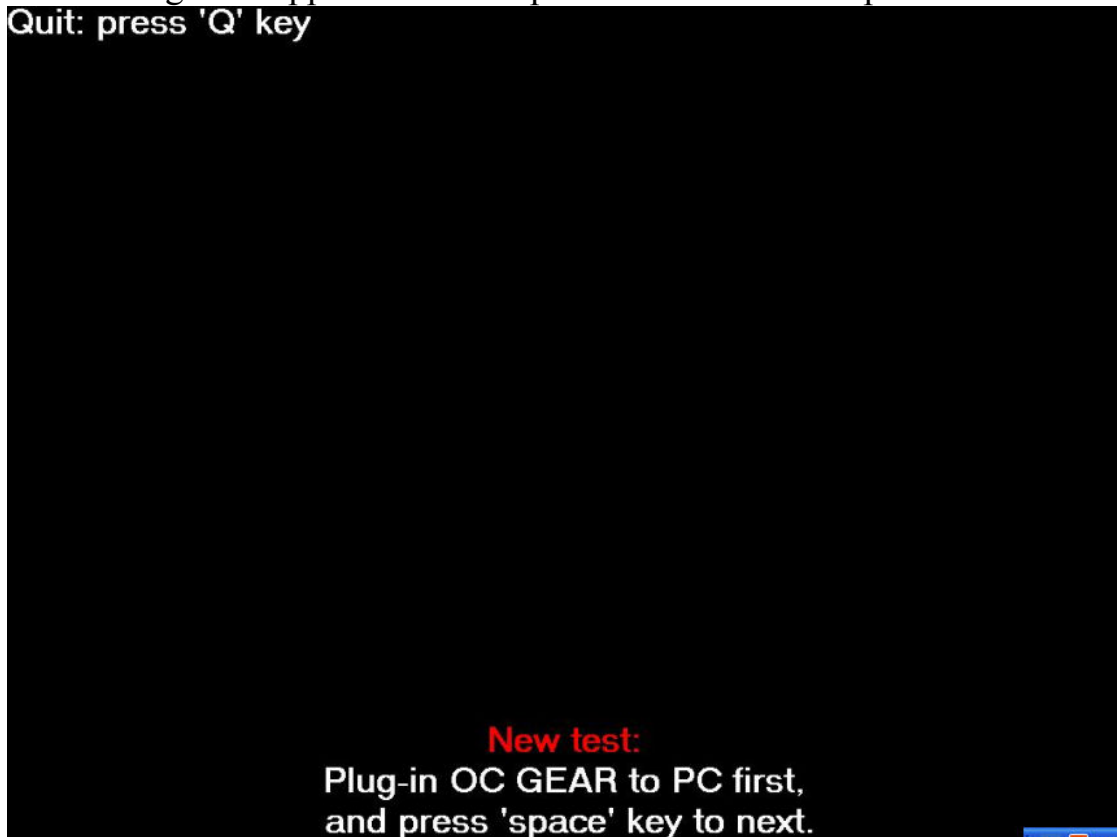 Quit: press 'Q' key
New test:
Plug-in OC GEAR to PC first,
and press 'space' key to next.